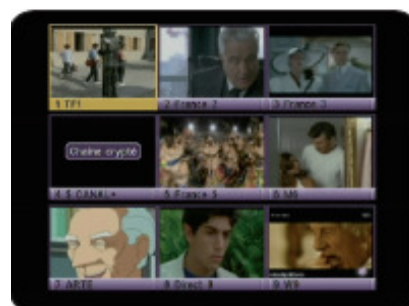 1 TF1
2 France 2
3 France 3
Chaîne crypté
4 $ CANAL+
5 France 5
6 M6
7 ARTE
8 Direct 8
9 W9